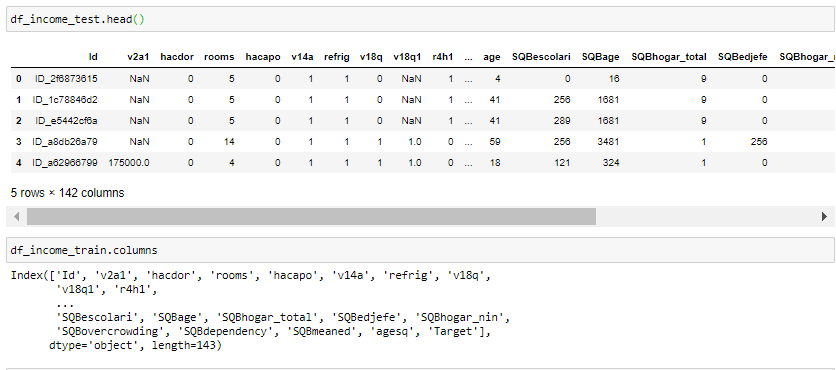 df_income_test.head()
Id v2a1 hacdor rooms hacapo v14a refrig v18q v18q1 r4h1 ... age SQBescolari SQBage SQBhogar_total SQBedjefe SQBhogar_n
0 ID_2f6873615 NaN 0 5 0 1 1 0 NaN 1 ... 4 0 16 9 0
1 ID_1c78846d2 NaN 0 5 0 1 1 0 NaN 1 ... 41 256 1681 9 0
2 ID_e5442cf6a NaN 0 5 0 1 1 0 NaN 1 ... 41 289 1681 9 0
3 ID_a8db26a79 NaN 0 14 0 1 1 1 1.0 0 ... 59 256 3481 1 256
4 ID_a62966799 175000.0 0 4 0 1 1 1 1.0 0 ... 18 121 324 1 0
5 rows × 142 columns
df_income_train.columns
Index(['Id', 'v2a1', 'hacdor', 'rooms', 'hacapo', 'v14a', 'refrig', 'v18q',
'v18q1', 'r4h1',
...
'SQBescolari', 'SQBage', 'SQBhogar_total', 'SQBedjefe', 'SQBhogar_nin',
'SQBovercrowding', 'SQBdependency', 'SQBmeaned', 'agesq', 'Target'],
dtype='object', length=143)